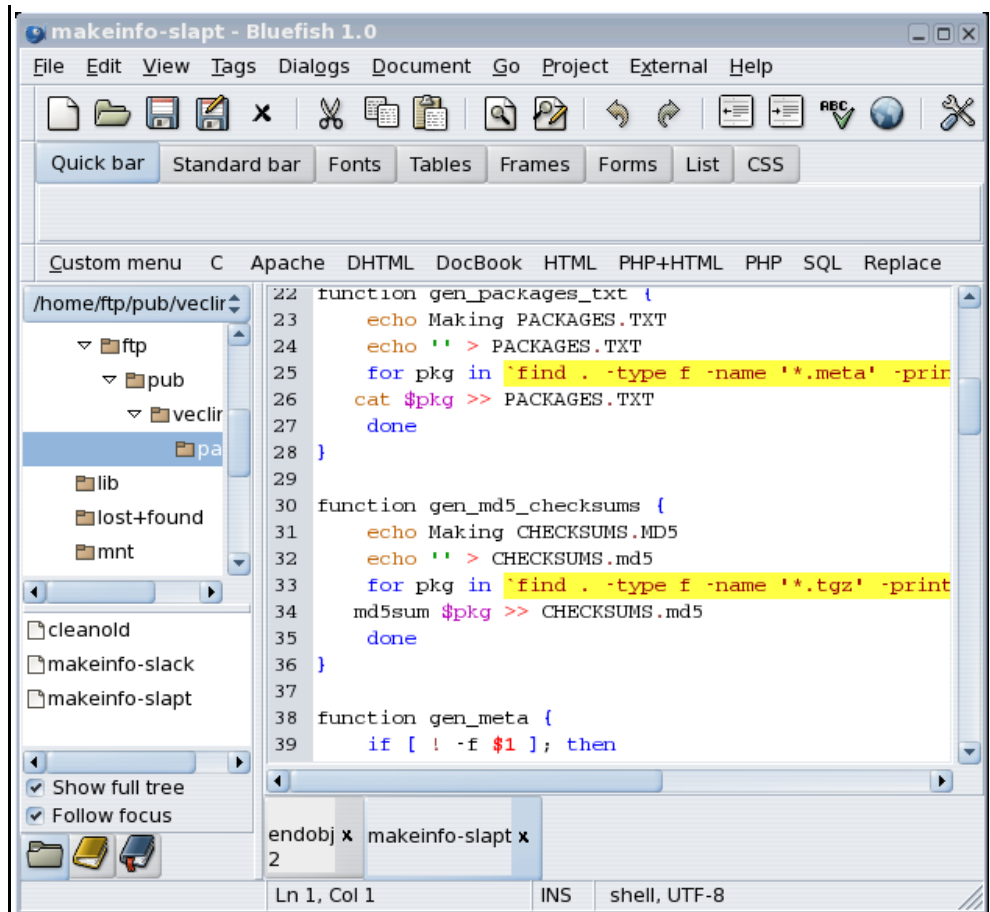 makeinfo-slapt - Bluefish 1.0
File Edit View Tags Dialogs Document Go Project External Help
ABC
Quick bar Standard bar Fonts Tables Frames Forms List CSS
Custom menu C Apache DHTML DocBook HTML PHP+HTML PHP SQL Replace
/home/ftp/pub/veclir
ftp
pub
veclir
pa
lib
lost+found
mnt
cleanold
makeinfo-slack
makeinfo-slapt
Show full tree
Follow focus
22 function gen_packages_txt {
23 echo Making PACKAGES.TXT
24 echo '' > PACKAGES.TXT
25 for pkg in `find . -type f -name '*.meta' -prin
26 cat $pkg >> PACKAGES.TXT
27 done
28 }
29
30 function gen_md5_checksums {
31 echo Making CHECKSUMS.MD5
32 echo '' > CHECKSUMS.md5
33 for pkg in `find . -type f -name '*.tgz' -print
34 md5sum $pkg >> CHECKSUMS.md5
35 done
36 }
37
38 function gen_meta {
39 if [ ! -f $1 ]; then
endobj x makeinfo-slapt x
2
Ln 1, Col 1 INS shell, UTF-8